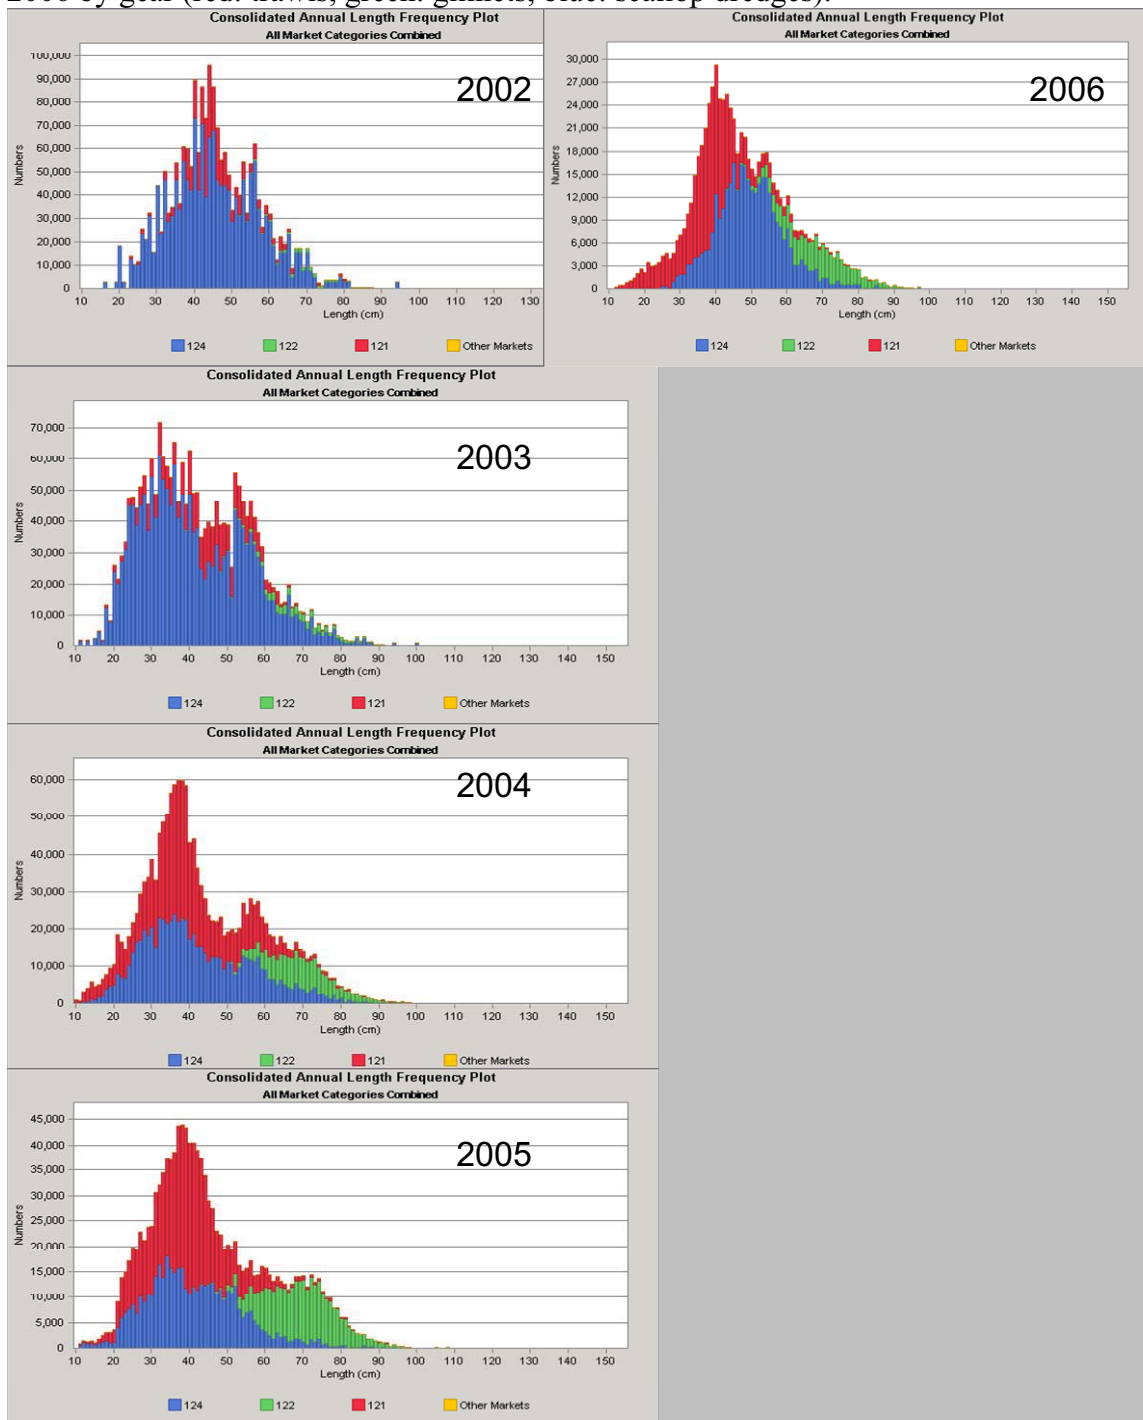 2006 by gear (red: trawls, green: gillnets, blue: scallop dredges).
Consolidated Annual Length Frequency Plot
All Market Categories Combined
2002
100,000
90,000
80,000
70,000
60,000
50,000
40,000
30,000
20,000
10,000
0
Numbers
10 20 30 40 50 60 70 80 90 100 110 120 130
Length (cm)
124 122 121 Other Markets
Consolidated Annual Length Frequency Plot
All Market Categories Combined
2006
30,000
27,000
24,000
21,000
18,000
15,000
12,000
9,000
6,000
3,000
0
Numbers
10 20 30 40 50 60 70 80 90 100 110 120 130 140 150
Length (cm)
124 122 121 Other Markets
Consolidated Annual Length Frequency Plot
All Market Categories Combined
2003
70,000
60,000
50,000
40,000
30,000
20,000
10,000
0
Numbers
10 20 30 40 50 60 70 80 90 100 110 120 130 140 150
Length (cm)
124 122 121 Other Markets
Consolidated Annual Length Frequency Plot
All Market Categories Combined
2004
60,000
50,000
40,000
30,000
20,000
10,000
0
Numbers
10 20 30 40 50 60 70 80 90 100 110 120 130 140 150
Length (cm)
124 122 121 Other Markets
Consolidated Annual Length Frequency Plot
All Market Categories Combined
2005
45,000
40,000
35,000
30,000
25,000
20,000
15,000
10,000
5,000
0
Numbers
10 20 30 40 50 60 70 80 90 100 110 120 130 140 150
Length (cm)
124 122 121 Other Markets